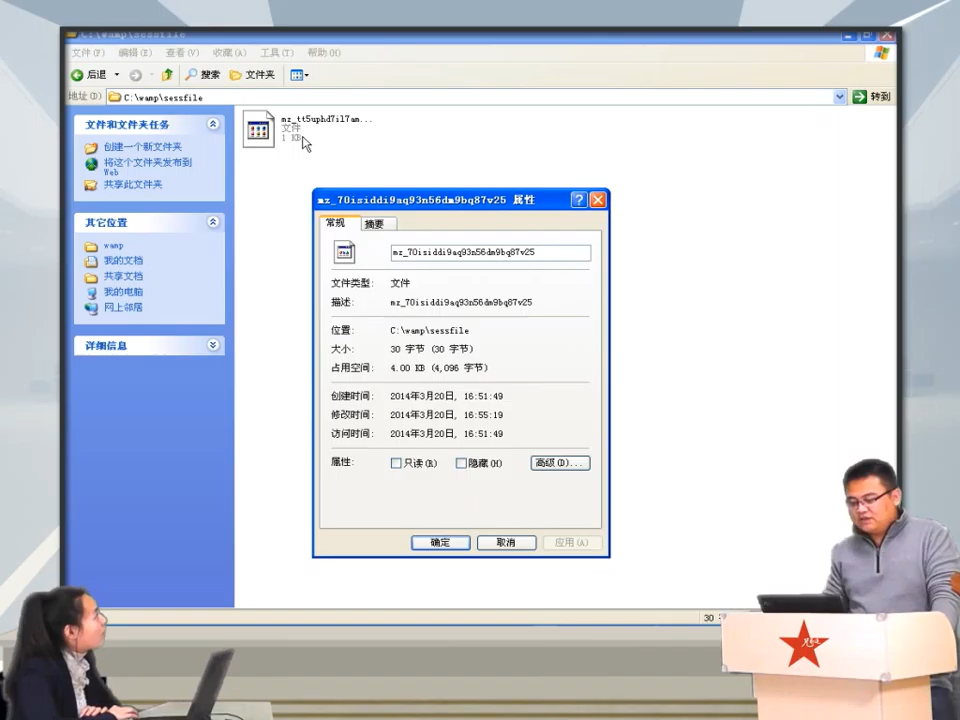 C:\wamp\sessfile
文件(F) 编辑(E) 查看(V) 收藏(A) 工具(T) 帮助(H)
后退 搜索 文件夹
地址(D) C:\wamp\sessfile 转到
文件和文件夹任务
创建一个新文件夹
将这个文件夹发布到
Web
共享此文件夹
其它位置
wamp
我的文档
共享文档
我的电脑
网上邻居
详细信息
mz_tt5uphd7il7am...
文件
1 KB
mz_70isiddi9aq93n56dm9bq87v25 属性
常规 摘要
mz_70isiddi9aq93n56dm9bq87v25
文件类型: 文件
描述: mz_70isiddi9aq93n56dm9bq87v25
位置: C:\wamp\sessfile
大小: 30 字节 (30 字节)
占用空间: 4.00 KB (4,096 字节)
创建时间: 2014年3月20日, 16:51:49
修改时间: 2014年3月20日, 16:55:19
访问时间: 2014年3月20日, 16:51:49
属性: 只读(R) 隐藏(H) 高级(D)...
确定 取消 应用(A)
30